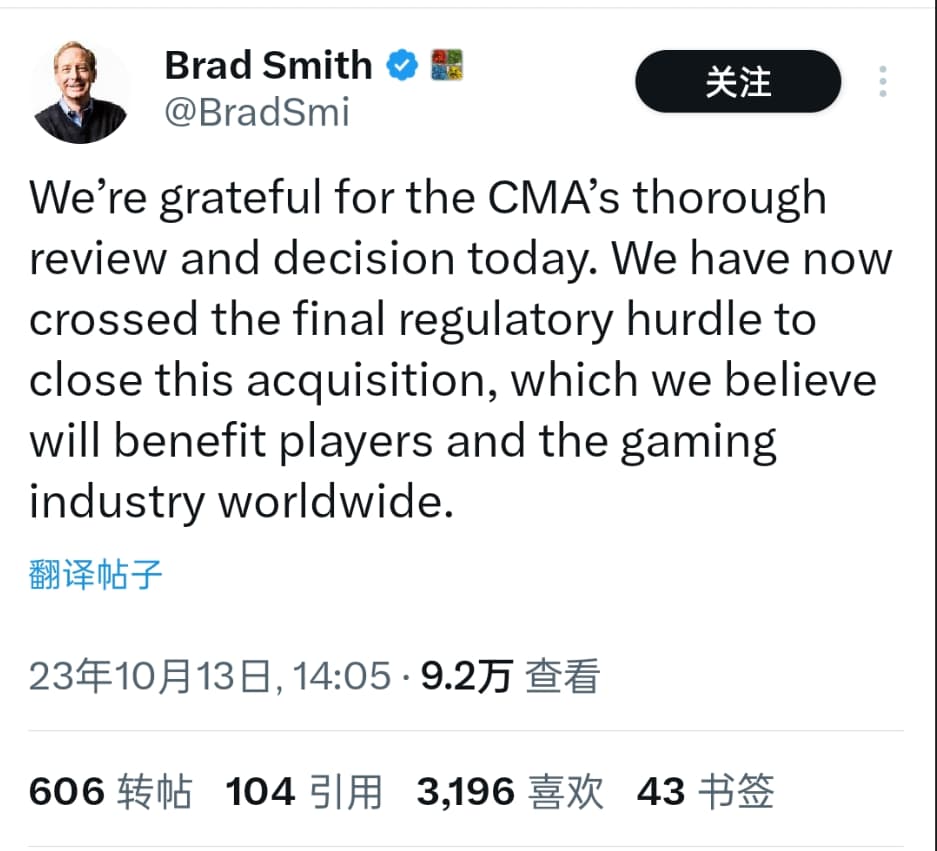 Brad Smith
关注
@BradSmi
We’re grateful for the CMA’s thorough
review and decision today. We have now
crossed the final regulatory hurdle to
close this acquisition, which we believe
will benefit players and the gaming
industry worldwide.
翻译帖子
23年10月13日, 14:05 · 9.2万 查看
606 转帖 104 引用 3,196 喜欢 43 书签